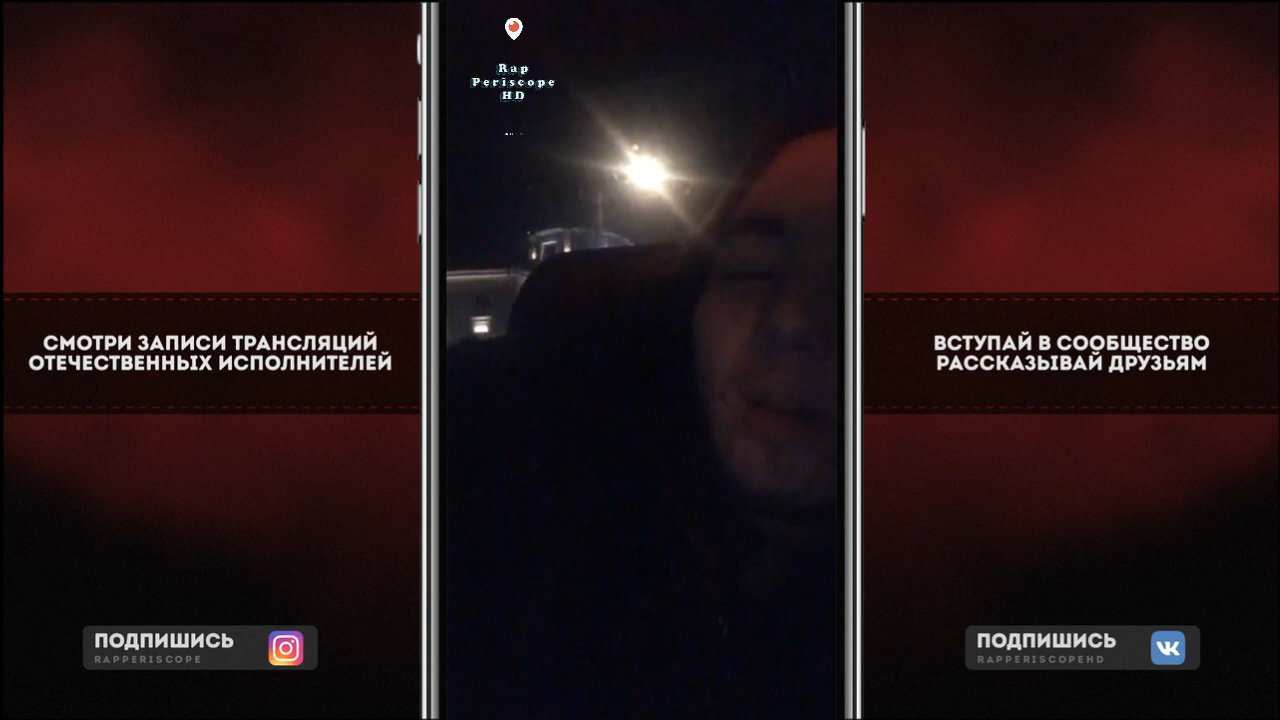 Rap
Periscope
HD
СМОТРИ ЗАПИСИ ТРАНСЛЯЦИЙ
ОТЕЧЕСТВЕННЫХ ИСПОЛНИТЕЛЕЙ
ВСТУПАЙ В СООБЩЕСТВО
РАССКАЗЫВАЙ ДРУЗЬЯМ
ПОДПИШИСЬ
RAPPERISCOPE
ПОДПИШИСЬ
RAPPERISCOPEHD